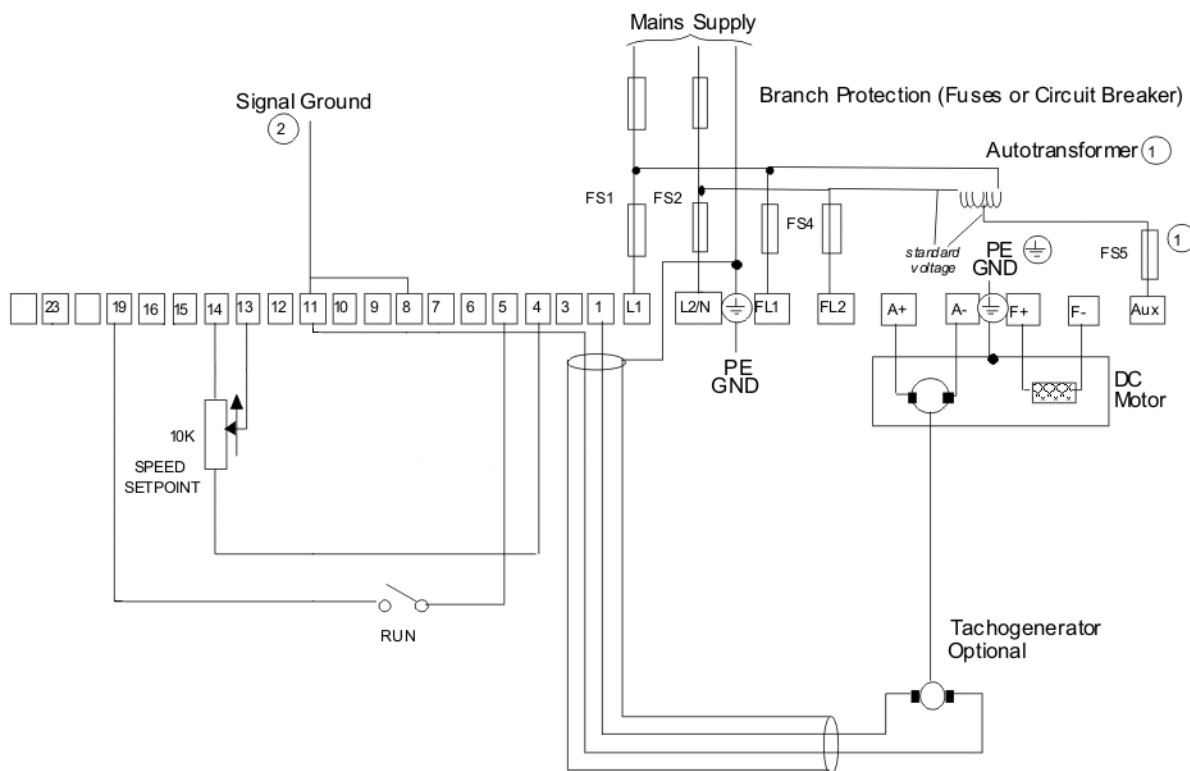 Mains Supply
Signal Ground
2
Branch Protection (Fuses or Circuit Breaker)
Autotransformer 1
FS1
FS2
FS4
standard
voltage
PE
GND
FS5
1
23 19 16 15 14 13 12 11 10 9 8 7 6 5 4 3 1 L1 L2/N FL1 FL2 A+ A- F+ F- Aux
PE
GND
DC
Motor
10K
SPEED
SETPOINT
RUN
Tachogenerator
Optional